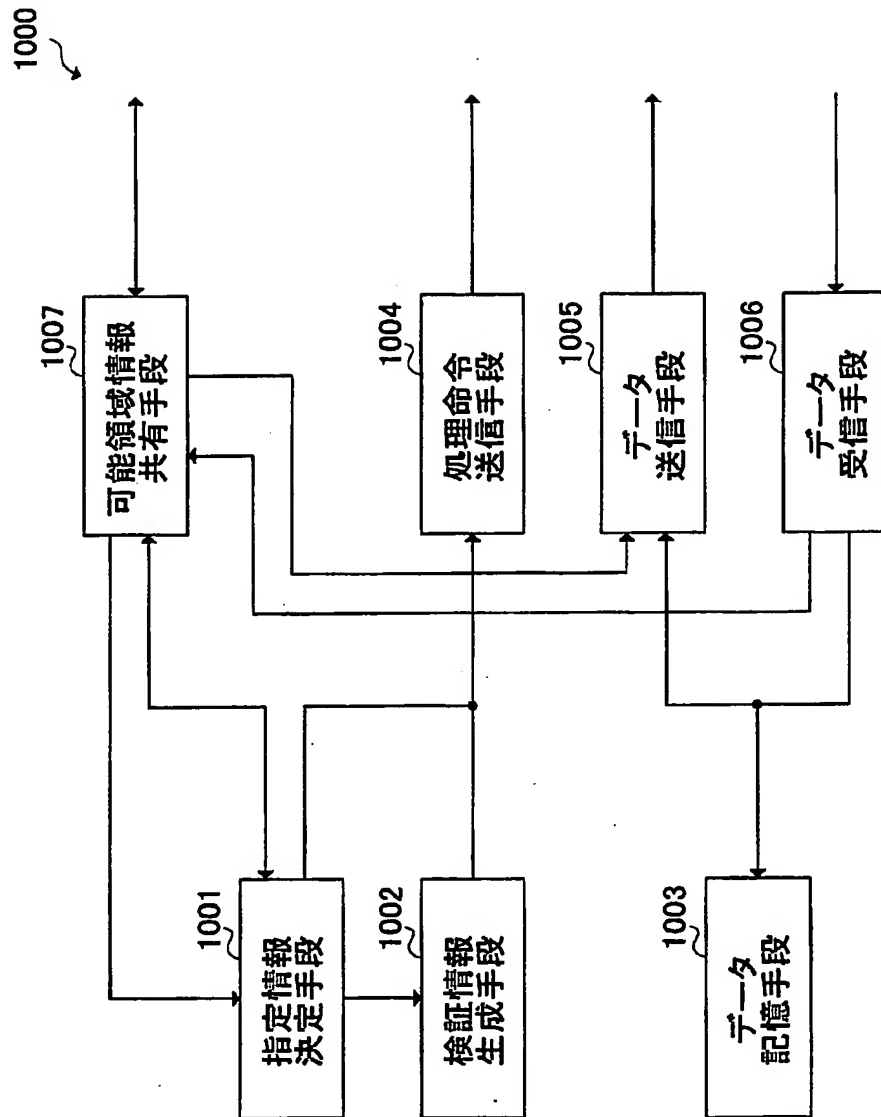 1000
1007
可能領域情報
共有手段
1004
処理命令
送信手段
1005
データ
送信手段
1006
データ
受信手段
1001
指定情報
決定手段
1002
検証情報
生成手段
1003
データ
記憶手段